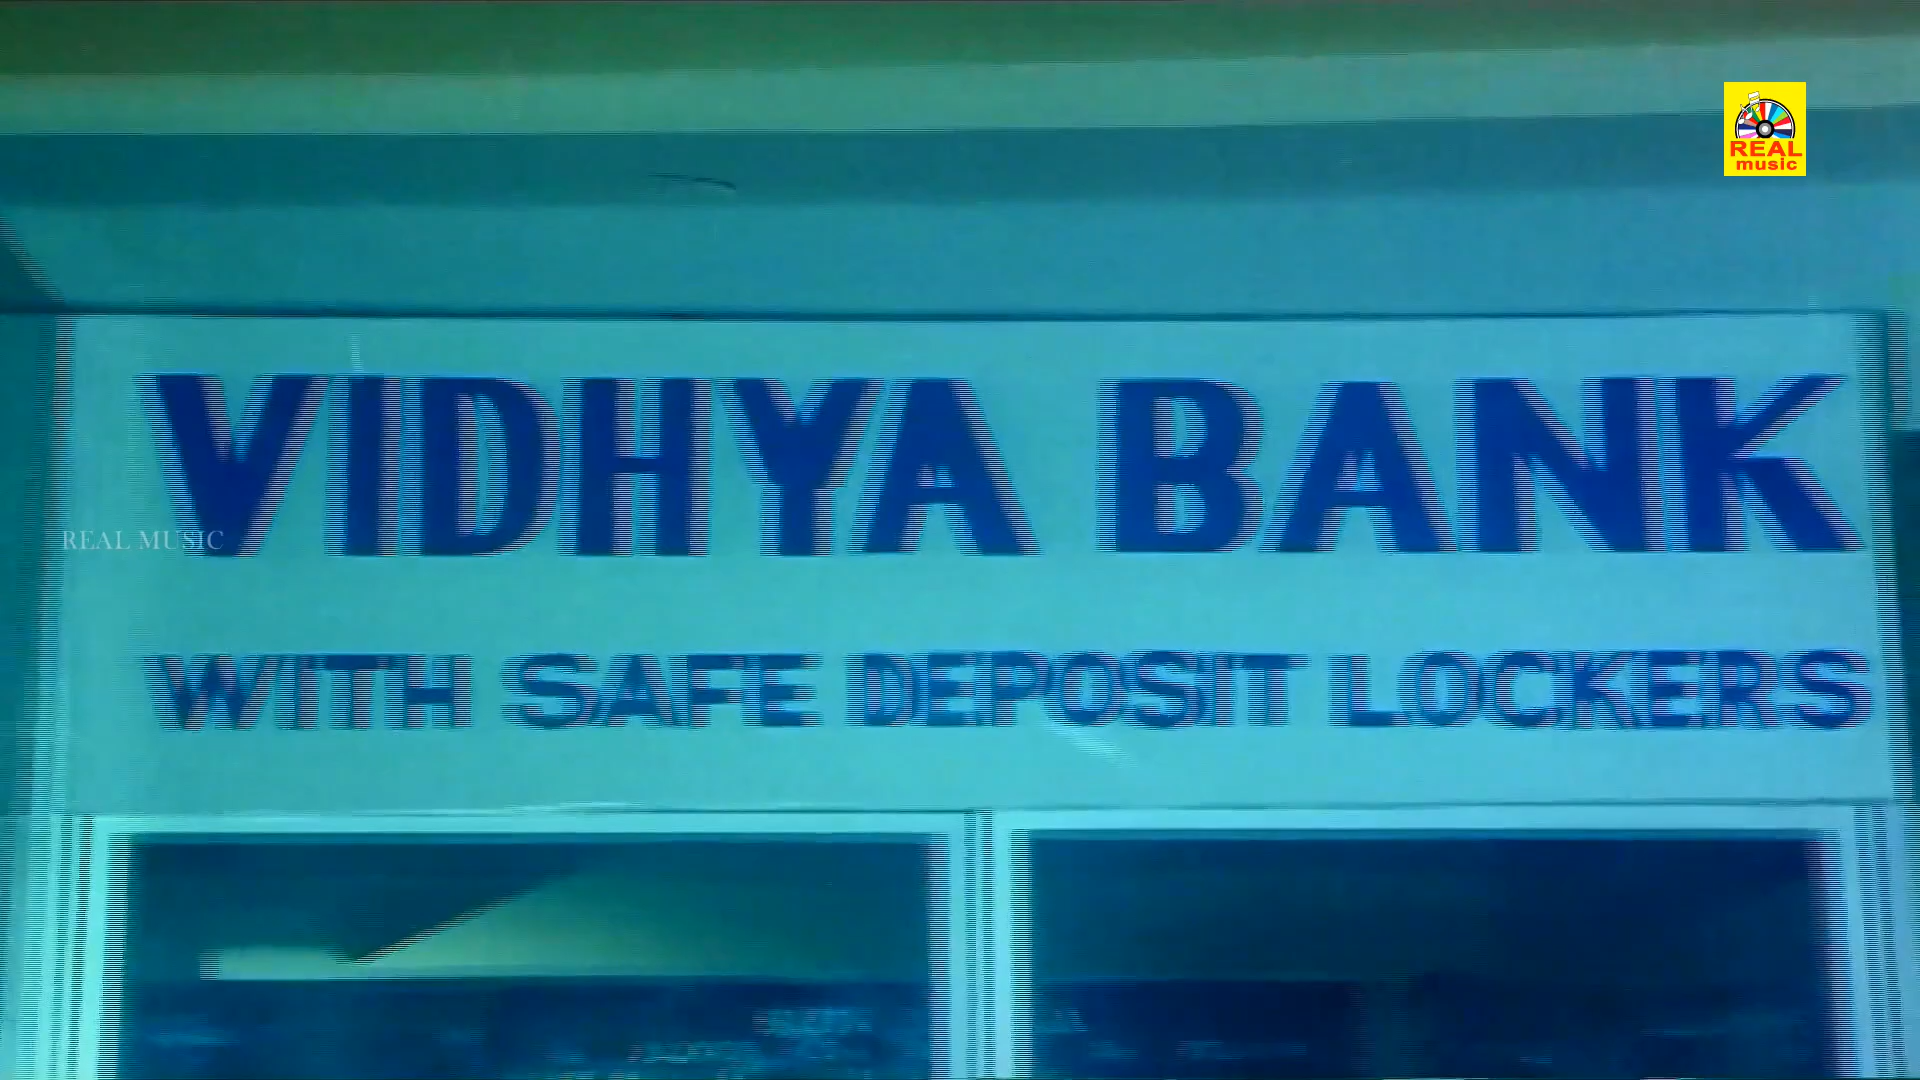 REAL
music
VIDHYA BANK
REAL MUSIC
WITH SAFE DEPOSIT LOCKERS